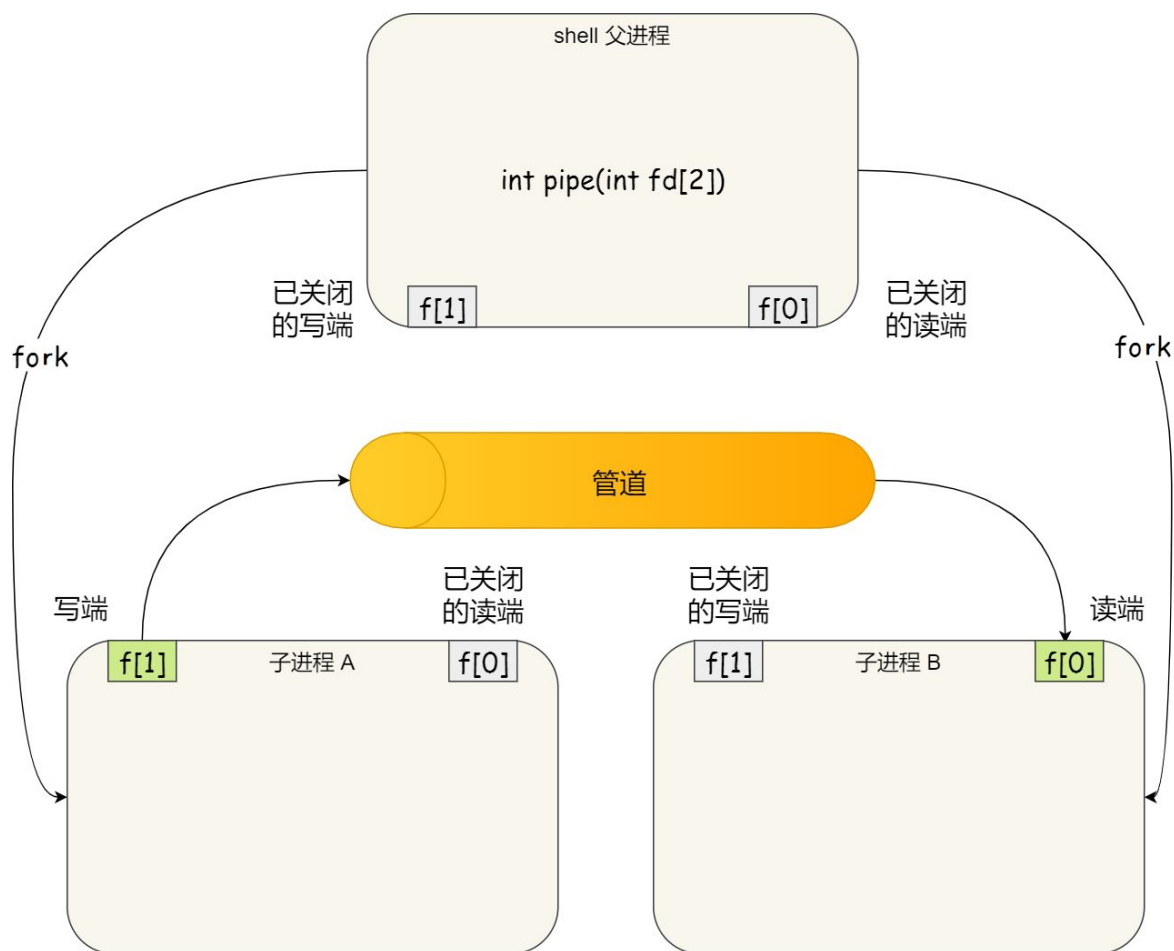 shell 父进程
int pipe(int fd[2])
已关闭
的写端
f[1]
f[0]
已关闭
的读端
fork
fork
管道
写端
已关闭
的读端
已关闭
的写端
读端
f[1]
子进程 A
f[0]
f[1]
子进程 B
f[0]